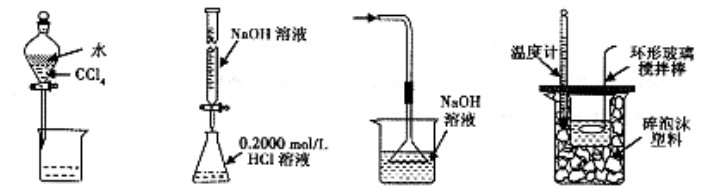 水
CCl₄
NaOH 溶液
0.2000 mol/L
HCl 溶液
NaOH
溶液
温度计
环形玻璃
搅拌棒
碎泡沫
塑料